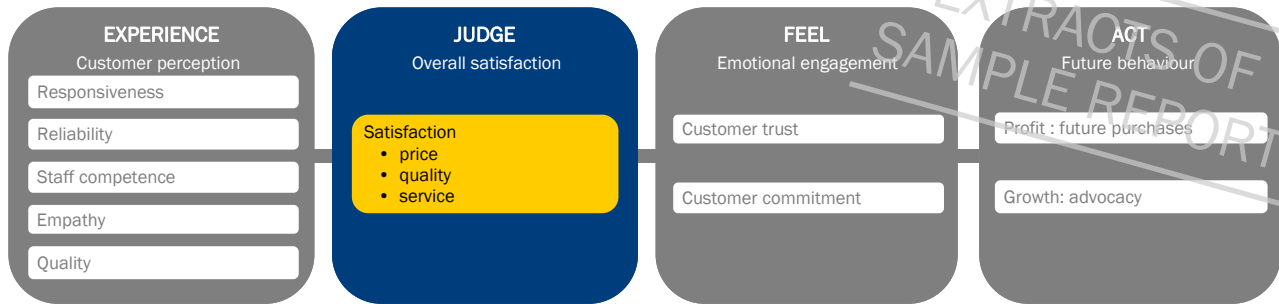 EXPERIENCE
Customer perception
Responsiveness
Reliability
Staff competence
Empathy
Quality
JUDGE
Overall satisfaction
Satisfaction
• price
• quality
• service
FEEL
Emotional engagement
Customer trust
Customer commitment
ACT
Future behaviour
Profit : future purchases
Growth: advocacy
EXTRACTS OF
SAMPLE REPORT